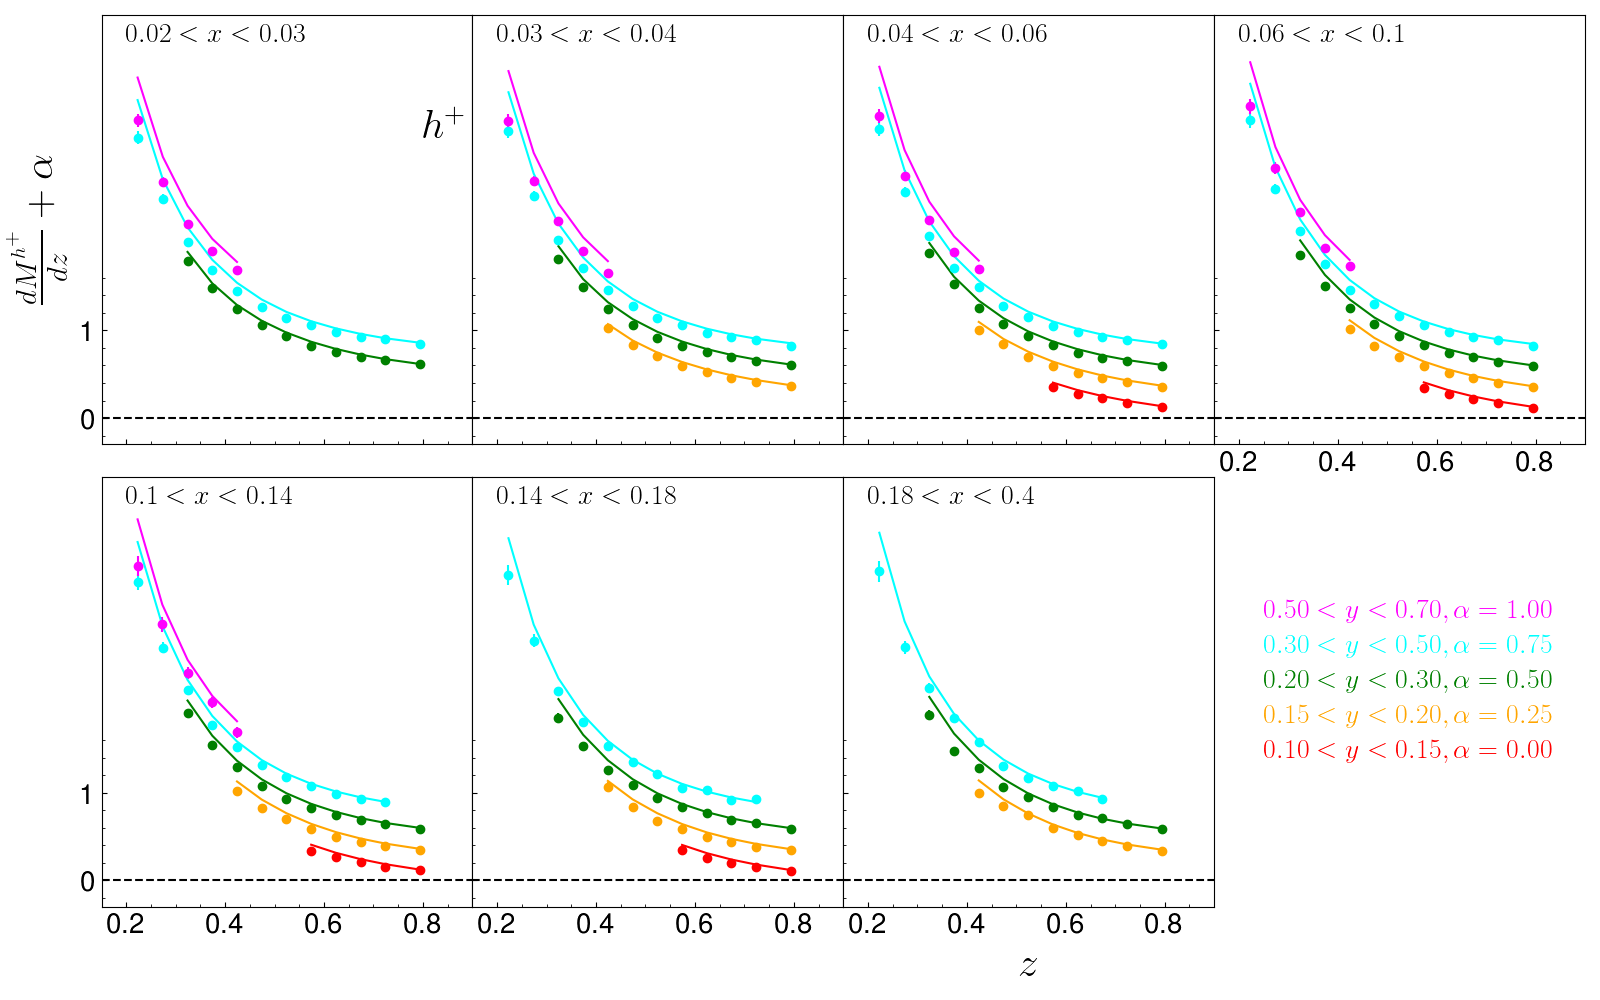 0.02 < x < 0.03
0.03 < x < 0.04
0.04 < x < 0.06
0.06 < x < 0.1
h⁺
dM^{h⁺}/dz + α
1
0
0.2 0.4 0.6 0.8
0.1 < x < 0.14
0.14 < x < 0.18
0.18 < x < 0.4
0.50 < y < 0.70, α = 1.00
0.30 < y < 0.50, α = 0.75
0.20 < y < 0.30, α = 0.50
0.15 < y < 0.20, α = 0.25
0.10 < y < 0.15, α = 0.00
1
0
0.2 0.4 0.6 0.8
0.2 0.4 0.6 0.8
0.2 0.4 0.6 0.8
z